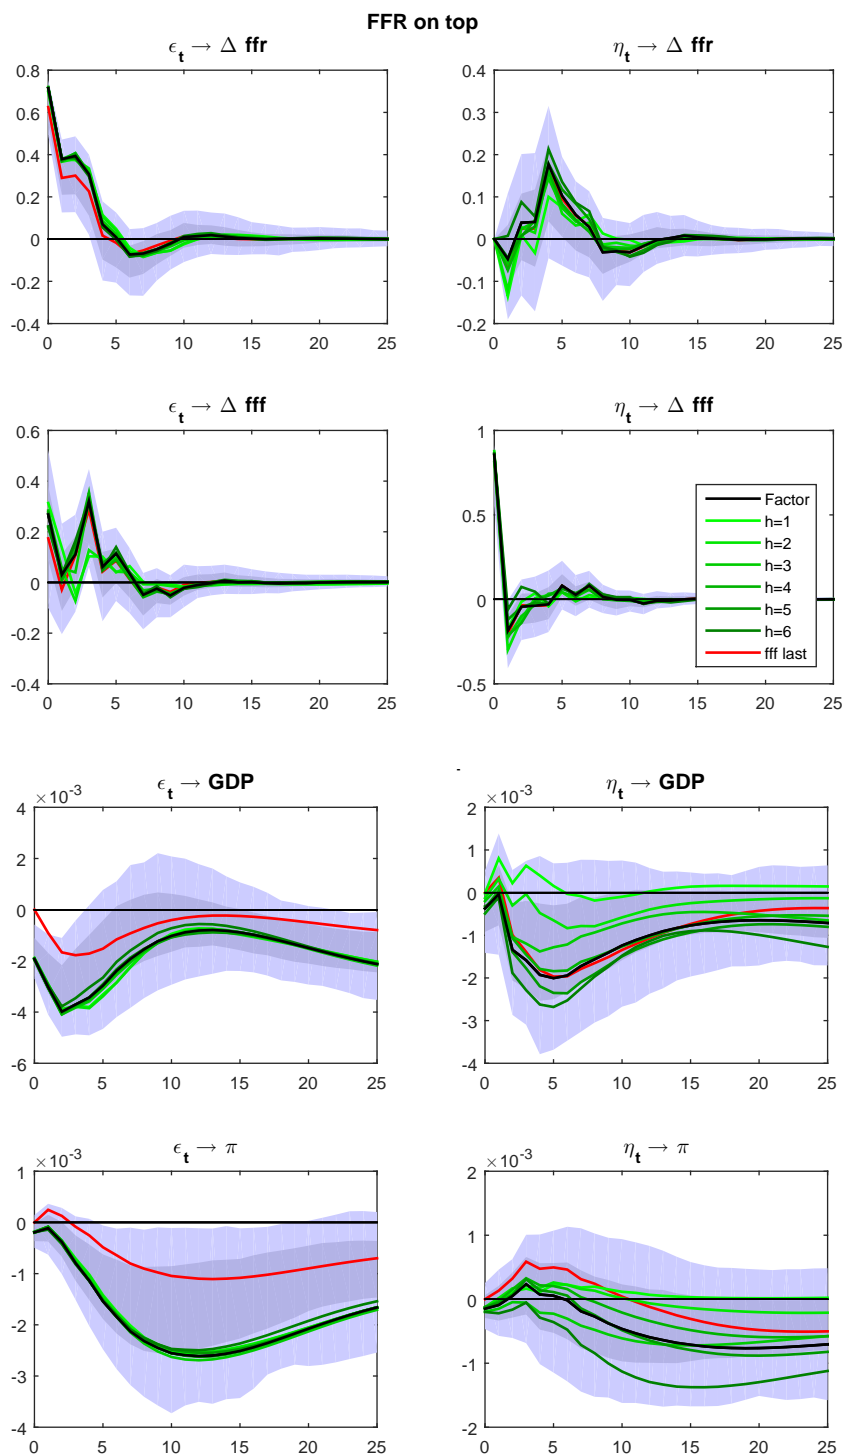 FFR on top
ϵt → Δ ffr
ηt → Δ ffr
0.8
0.6
0.4
0.2
0
-0.2
-0.4
0 5 10 15 20 25
0.4
0.3
0.2
0.1
0
-0.1
-0.2
0 5 10 15 20 25
ϵt → Δ fff
ηt → Δ fff
0.6
0.4
0.2
0
-0.2
-0.4
0 5 10 15 20 25
1
0.5
0
-0.5
0 5 10 15 20 25
Factor
h=1
h=2
h=3
h=4
h=5
h=6
fff last
ϵt → GDP
ηt → GDP
×10-3
4
2
0
-2
-4
-6
0 5 10 15 20 25
×10-3
2
1
0
-1
-2
-3
-4
0 5 10 15 20 25
ϵt → π
ηt → π
×10-3
1
0
-1
-2
-3
-4
0 5 10 15 20 25
×10-3
2
1
0
-1
-2
0 5 10 15 20 25